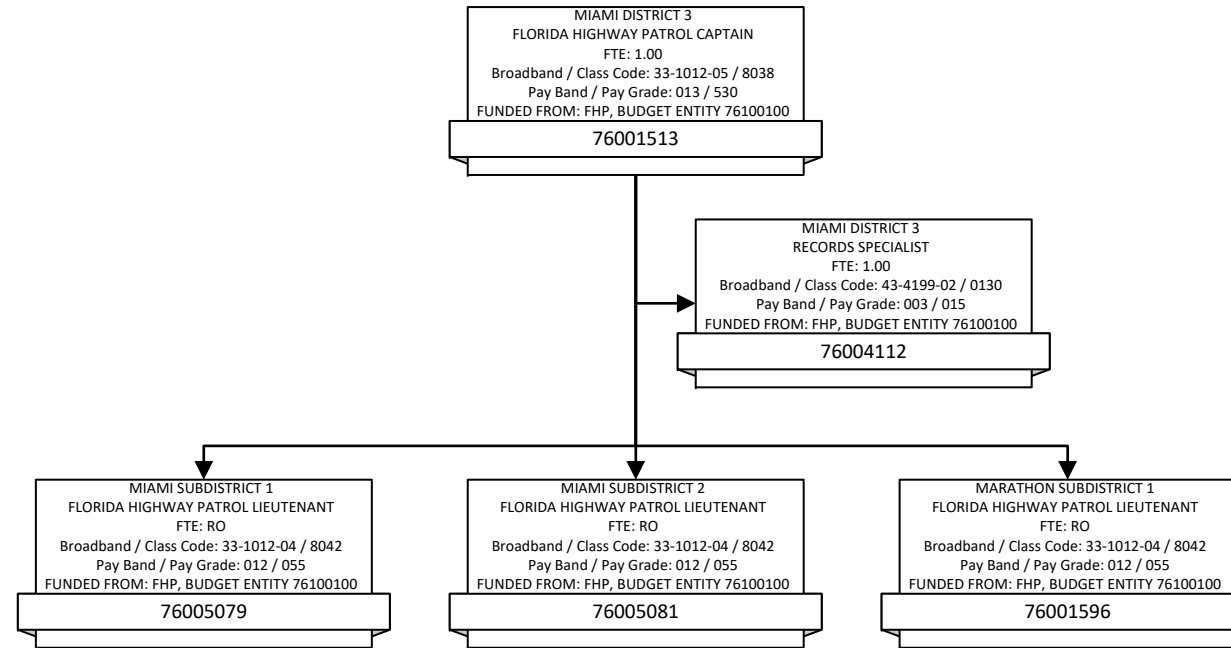 MIAMI DISTRICT 3
FLORIDA HIGHWAY PATROL CAPTAIN
FTE: 1.00
Broadband / Class Code: 33-1012-05 / 8038
Pay Band / Pay Grade: 013 / 530
FUNDED FROM: FHP, BUDGET ENTITY 76100100
76001513
MIAMI DISTRICT 3
RECORDS SPECIALIST
FTE: 1.00
Broadband / Class Code: 43-4199-02 / 0130
Pay Band / Pay Grade: 003 / 015
FUNDED FROM: FHP, BUDGET ENTITY 76100100
76004112
MIAMI SUBDISTRICT 1
FLORIDA HIGHWAY PATROL LIEUTENANT
FTE: RO
Broadband / Class Code: 33-1012-04 / 8042
Pay Band / Pay Grade: 012 / 055
FUNDED FROM: FHP, BUDGET ENTITY 76100100
76005079
MIAMI SUBDISTRICT 2
FLORIDA HIGHWAY PATROL LIEUTENANT
FTE: RO
Broadband / Class Code: 33-1012-04 / 8042
Pay Band / Pay Grade: 012 / 055
FUNDED FROM: FHP, BUDGET ENTITY 76100100
76005081
MARATHON SUBDISTRICT 1
FLORIDA HIGHWAY PATROL LIEUTENANT
FTE: RO
Broadband / Class Code: 33-1012-04 / 8042
Pay Band / Pay Grade: 012 / 055
FUNDED FROM: FHP, BUDGET ENTITY 76100100
76001596